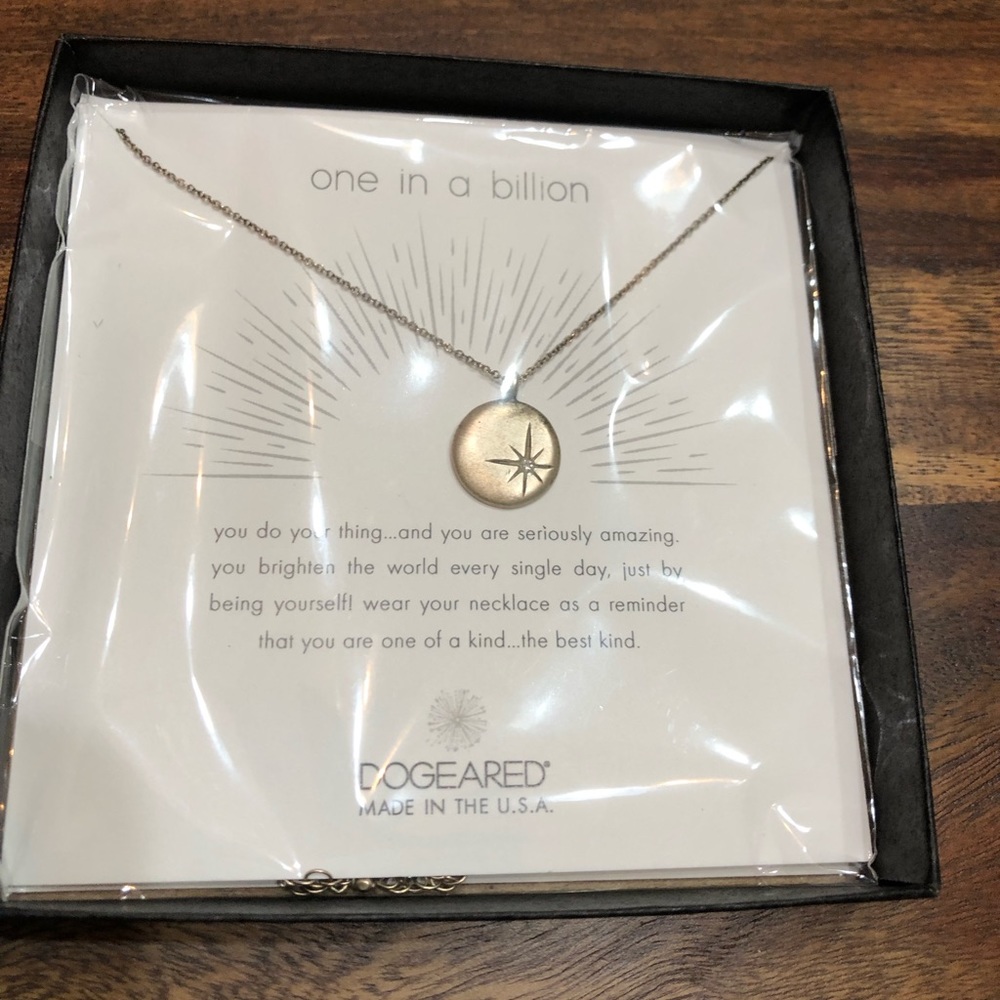 one in a billion
you do your thing...and you are seriously amazing.
you brighten the world every single day, just by
being yourself! wear your necklace as a reminder
that you are one of a kind...the best kind.
DOGEARED®
MADE IN THE U.S.A.